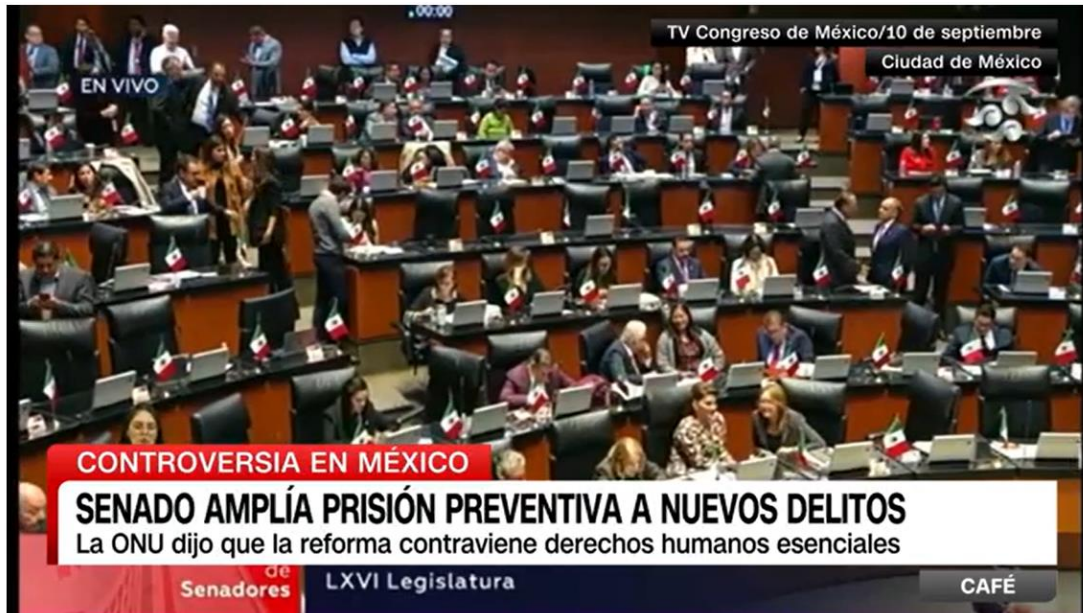 00:00
TV Congreso de México/10 de septiembre
Ciudad de México
EN VIVO
CONTROVERSIA EN MÉXICO
SENADO AMPLÍA PRISIÓN PREVENTIVA A NUEVOS DELITOS
La ONU dijo que la reforma contraviene derechos humanos esenciales
de
Senadores
LXVI Legislatura
CAFÉ